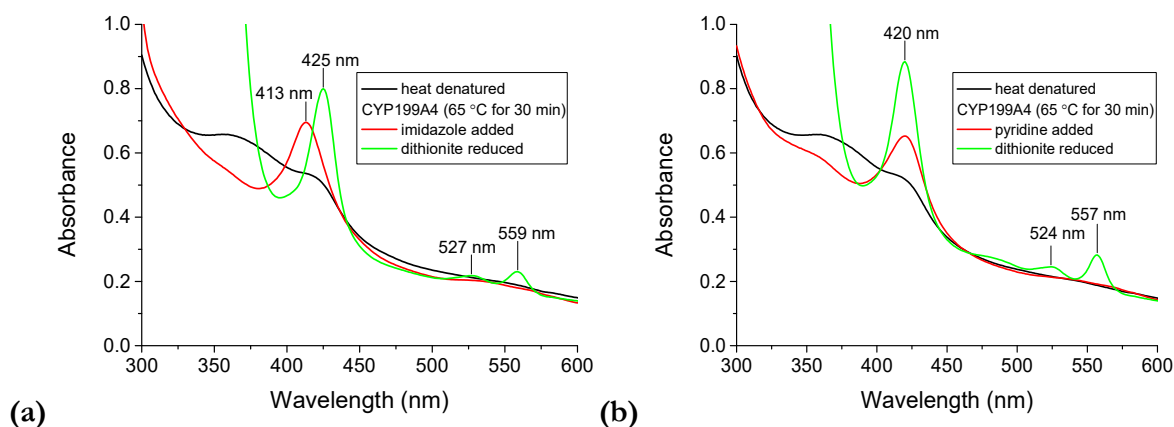 425 nm
413 nm
heat denatured
CYP199A4 (65 °C for 30 min)
imidazole added
dithionite reduced
527 nm
559 nm
1.0
0.8
0.6
0.4
0.2
0.0
Absorbance
300 350 400 450 500 550 600
Wavelength (nm)
(a)
420 nm
heat denatured
CYP199A4 (65 °C for 30 min)
pyridine added
dithionite reduced
557 nm
524 nm
1.0
0.8
0.6
0.4
0.2
0.0
Absorbance
300 350 400 450 500 550 600
Wavelength (nm)
(b)